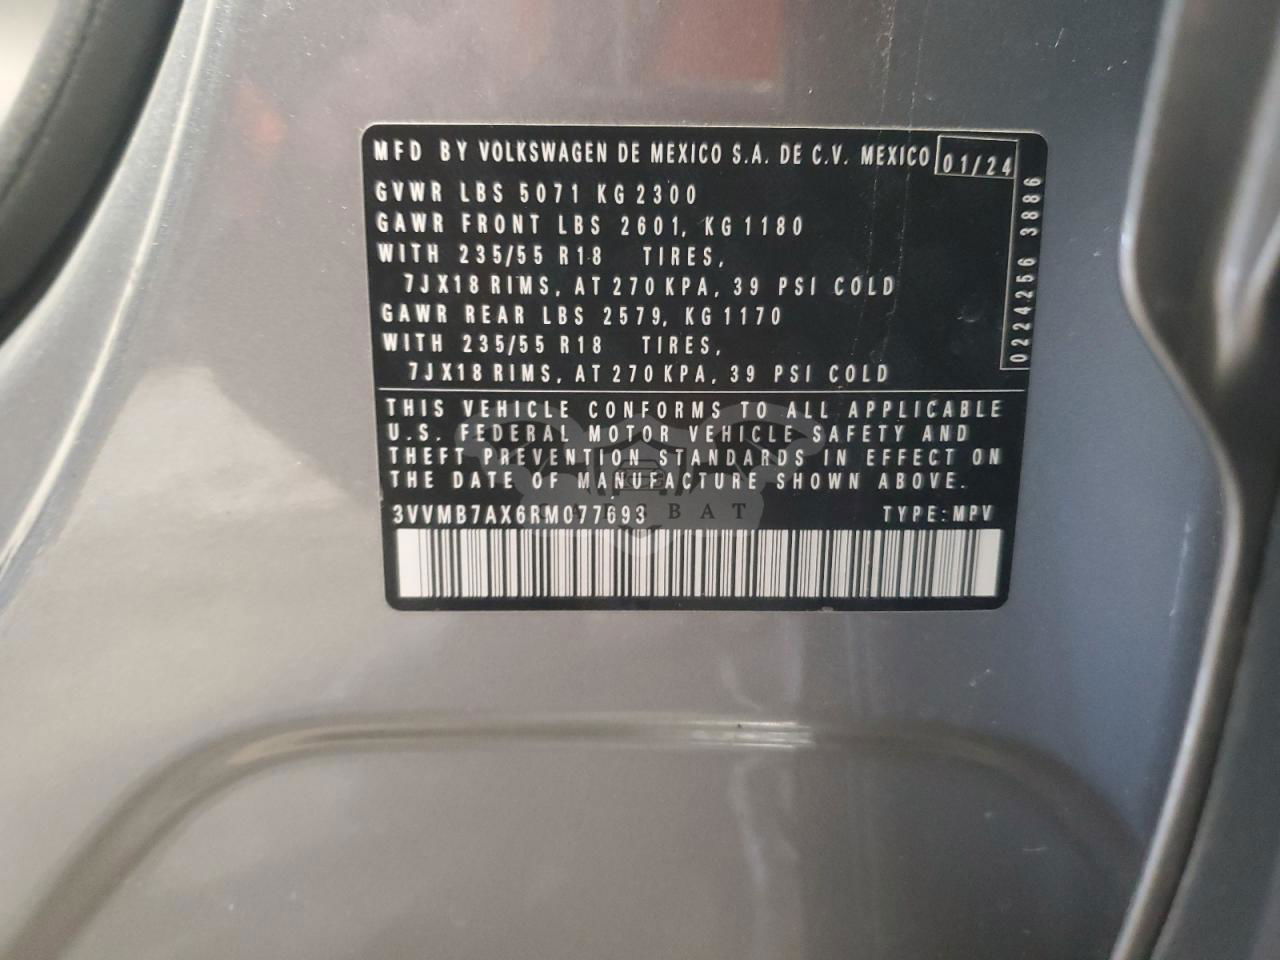 MFD BY VOLKSWAGEN DE MEXICO S.A. DE C.V. MEXICO 01/24
GVWR LBS 5071 KG 2300
GAWR FRONT LBS 2601, KG 1180
WITH 235/55 R18 TIRES,
7JX18 RIMS, AT 270 KPA, 39 PSI COLD
GAWR REAR LBS 2579, KG 1170
WITH 235/55 R18 TIRES,
7JX18 RIMS, AT 270 KPA, 39 PSI COLD
0224256 3886
THIS VEHICLE CONFORMS TO ALL APPLICABLE
U.S. FEDERAL MOTOR VEHICLE SAFETY AND
THEFT PREVENTION STANDARDS IN EFFECT ON
THE DATE OF MANUFACTURE SHOWN ABOVE.
3VVMB7AX6RM077693 TYPE: MPV
CARSBAT